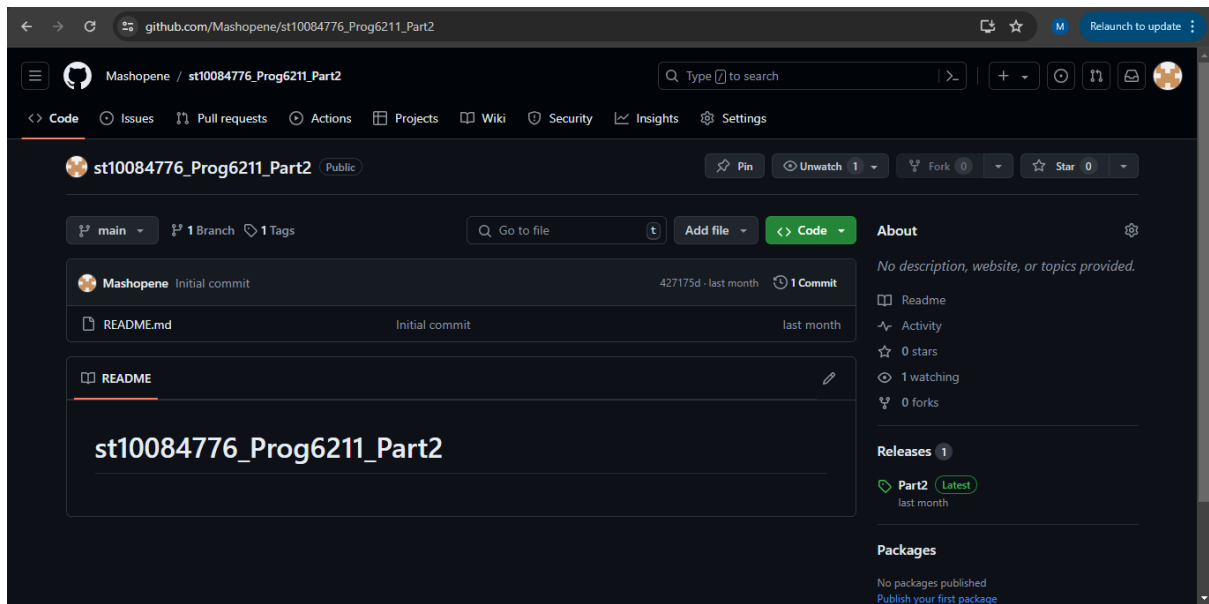 github.com/Mashopene/st10084776_Prog6211_Part2 M Relaunch to update
Mashopene / st10084776_Prog6211_Part2 Type / to search
Code Issues Pull requests Actions Projects Wiki Security Insights Settings
st10084776_Prog6211_Part2 Public Pin Unwatch 1 Fork 0 Star 0
main 1 Branch 1 Tags Go to file t Add file Code
Mashopene Initial commit 427175d · last month 1 Commit
README.md Initial commit last month
README
st10084776_Prog6211_Part2
About
No description, website, or topics provided.
Readme
Activity
0 stars
1 watching
0 forks
Releases 1
Part2 Latest
last month
Packages
No packages published
Publish your first package